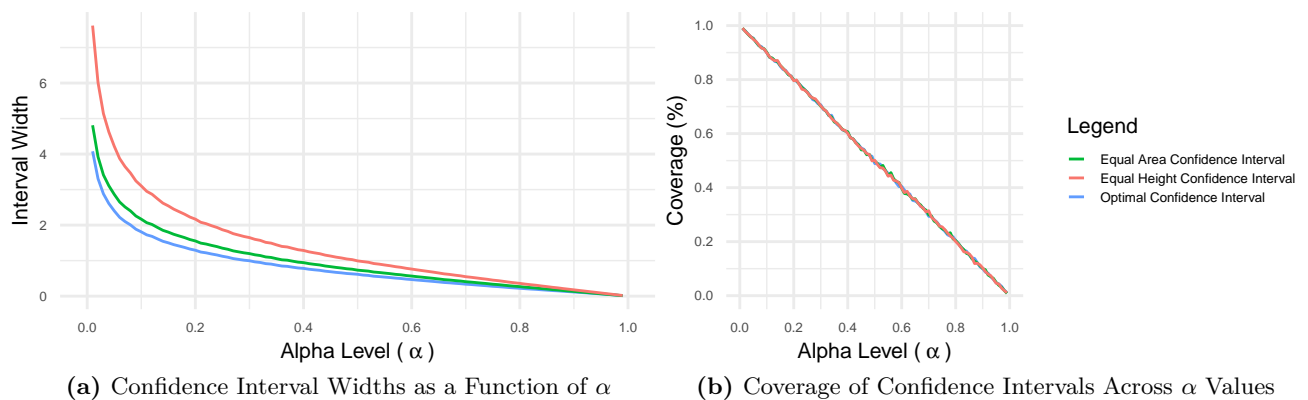 Interval Width
6
4
2
0
0.0 0.2 0.4 0.6 0.8 1.0
Alpha Level ( α )
(a) Confidence Interval Widths as a Function of α
Coverage (%)
1.0
0.8
0.6
0.4
0.2
0.0
0.0 0.2 0.4 0.6 0.8 1.0
Alpha Level ( α )
(b) Coverage of Confidence Intervals Across α Values
Legend
Equal Area Confidence Interval
Equal Height Confidence Interval
Optimal Confidence Interval